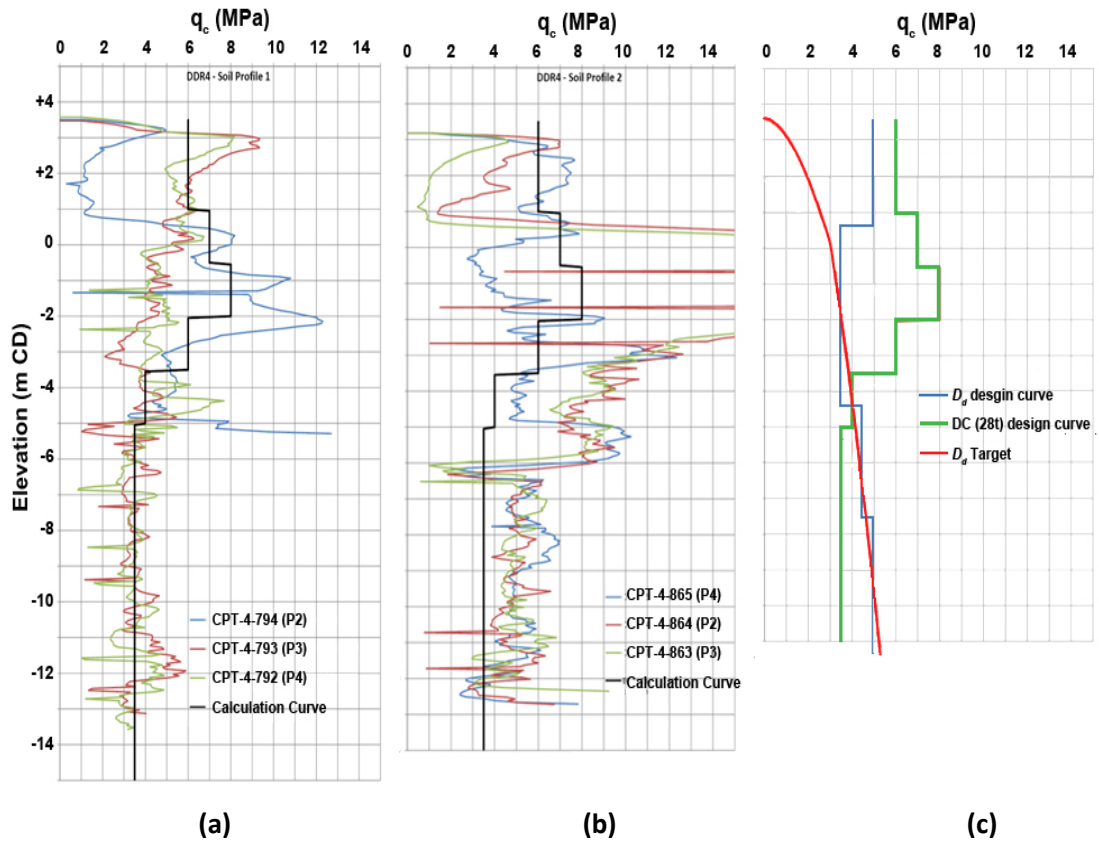 qc (MPa)
0 2 4 6 8 10 12 14
DDR4 - Soil Profile 1
+4
+2
0
-2
-4
-6
-8
-10
-12
-14
Elevation (m CD)
CPT-4-794 (P2)
CPT-4-793 (P3)
CPT-4-792 (P4)
Calculation Curve
(a)
qc (MPa)
0 2 4 6 8 10 12 14
DDR4 - Soil Profile 2
CPT-4-865 (P4)
CPT-4-864 (P2)
CPT-4-863 (P3)
Calculation Curve
(b)
qc (MPa)
0 2 4 6 8 10 14
Dd desgin curve
DC (28t) design curve
Dd Target
(c)